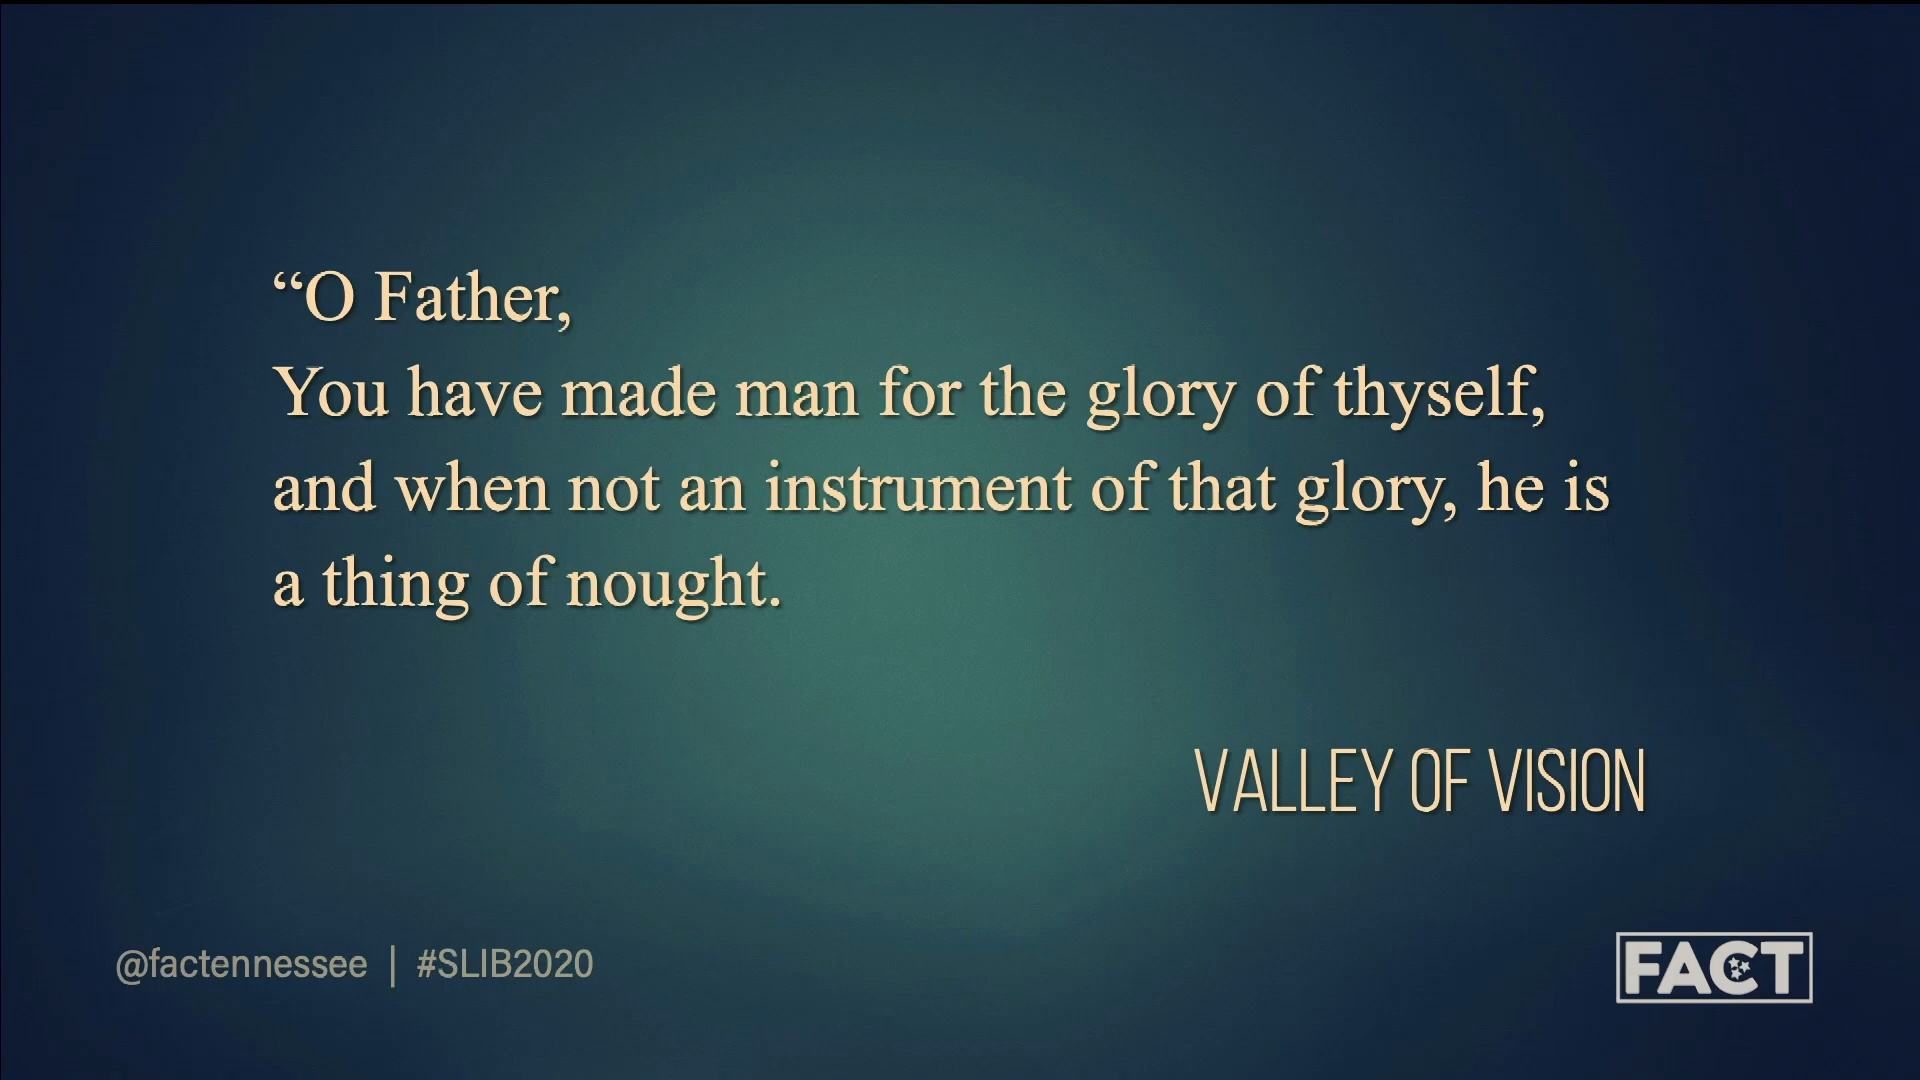 “O Father,
You have made man for the glory of thyself,
and when not an instrument of that glory, he is
a thing of nought.
VALLEY OF VISION
@factennessee | #SLIB2020
FACT